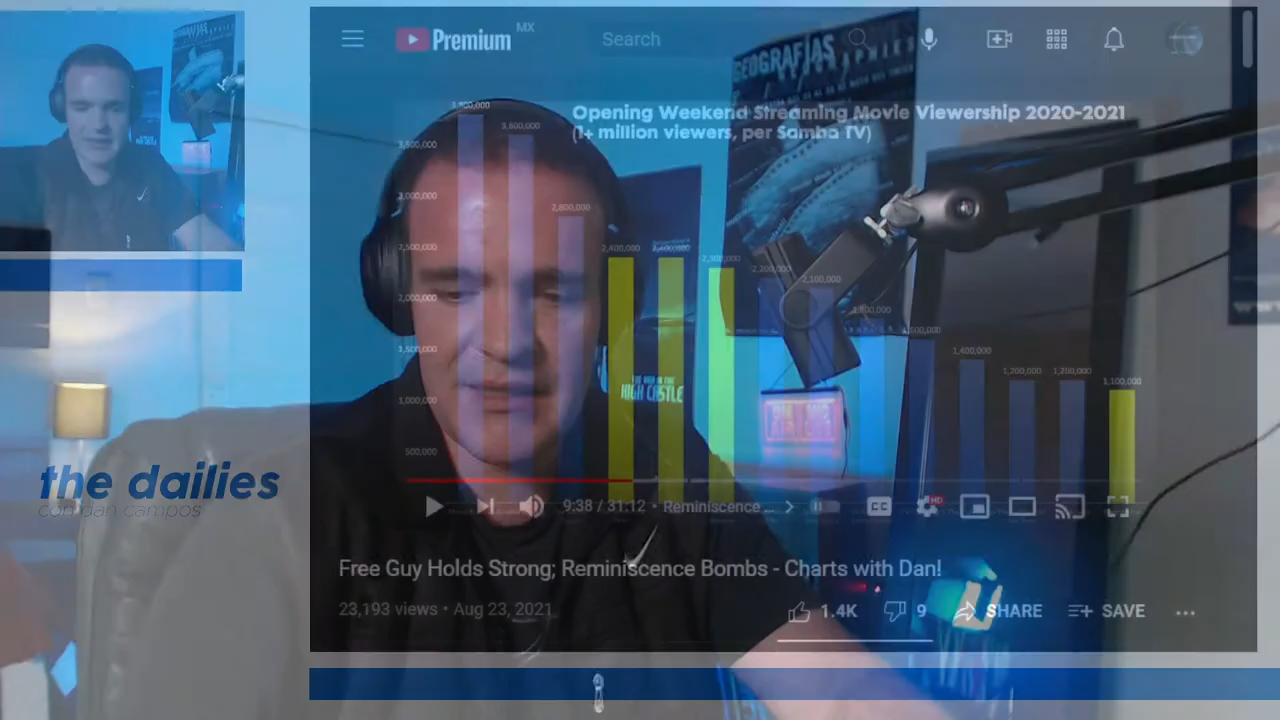 Premium MX
Search
GEOGRAFÍAS
Opening Weekend Streaming Movie Viewership 2020-2021
(1+ million viewers, per Samba TV)
3,500,000
3,000,000
2,500,000
2,000,000
1,500,000
1,000,000
500,000
3,600,000
2,800,000
2,400,000
2,400,000
2,200,000
2,100,000
1,400,000
1,200,000
1,200,000
1,100,000
HIGH CASTLE
the dailies
con dan campos
9:38 / 31:12 • Reminiscence ...
CC
HD
Free Guy Holds Strong; Reminiscence Bombs - Charts with Dan!
23,193 views • Aug 23, 2021
1.4K
9
SHARE
SAVE